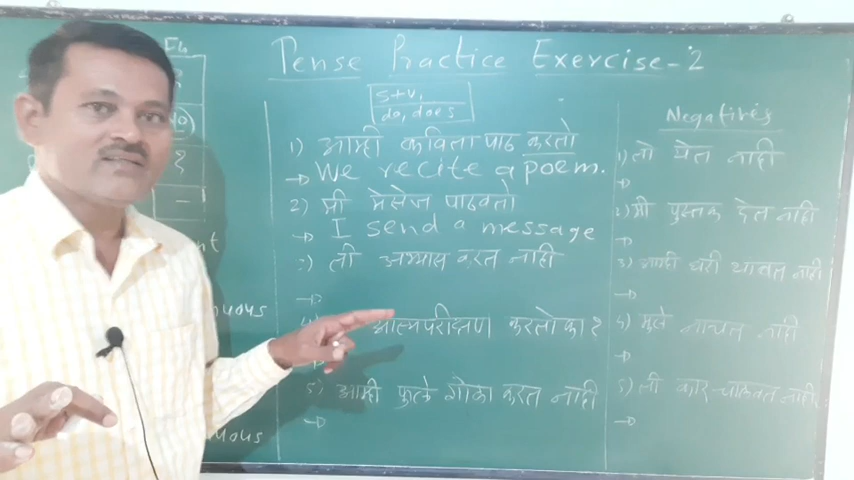 Tense Practice Exercise-2
S+V₁
do, does
1) आम्ही कविता पाठ करतो
→ We recite a poem.
2) मी मेसेज पाठवतो
→ I send a message
3) ती अभ्यास करत नाही
→
4) आत्मपरीक्षण करतो का?
5) आम्ही फुले गोळा करत नाही
→
Negatives
1) तो येत नाही
→
2) मी पुस्तक देत नाही
→
3) आम्ही घरी थांबत नाही
→
4) मुले नाचत नाही
→
5) ती कार चालवत नाही
→